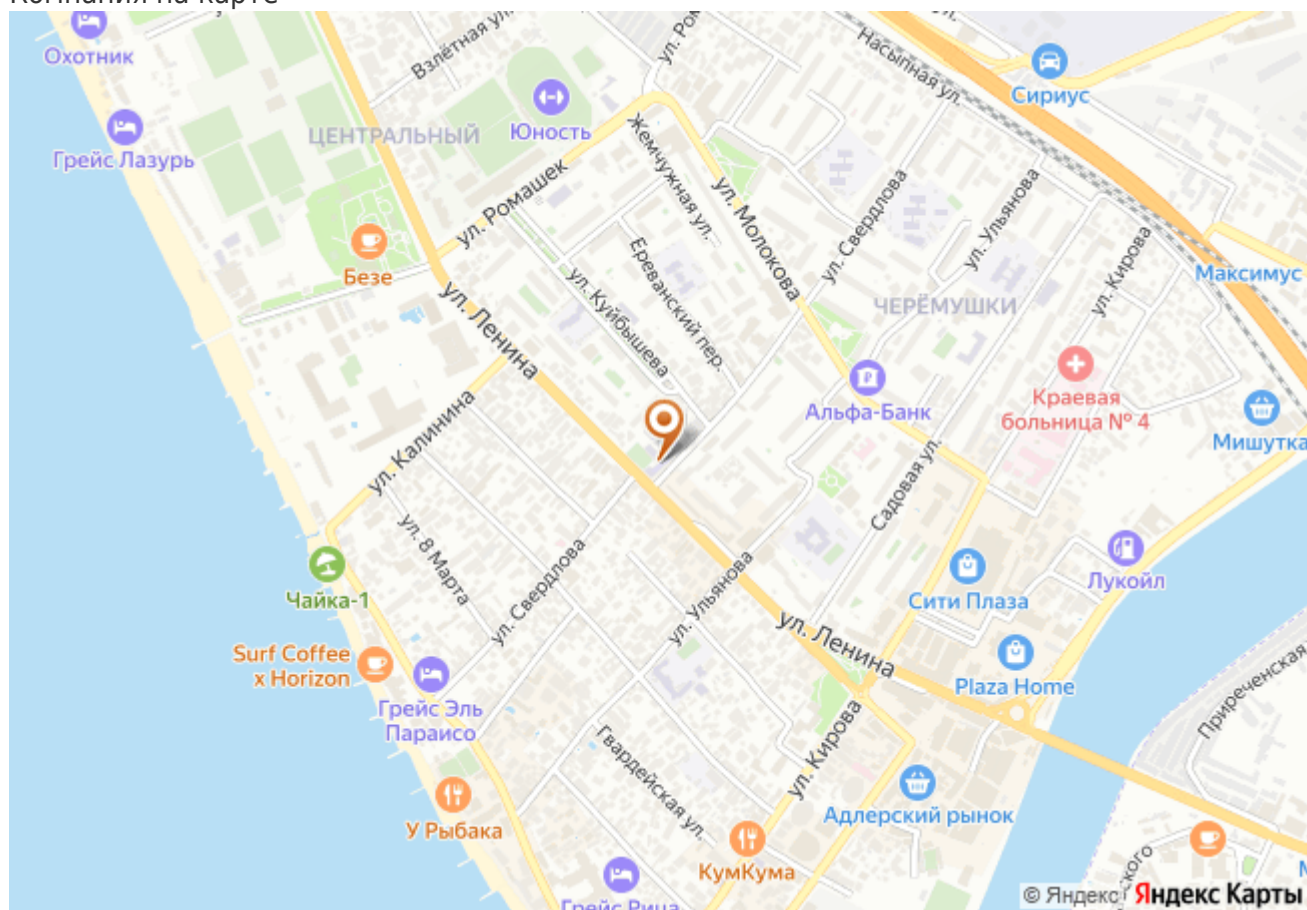 Компания на карте
Охотник
Взлётная ул.
ул. Ром
ул.
Насыпная ул.
Сириус
ЦЕНТРАЛЬНЫЙ
Юность
Грейс Лазурь
Жемчужная ул.
ул. Ромашек
ул. Молокова
ул. Свердлова
ул. Ульянова
ул. Кирова
Безе
Ереванский пер.
Максимус
ул. Куйбышева
ЧЕРЁМУШКИ
ул. Ленина
Альфа-Банк
Краевая
больница № 4
Мишутка
ул. Калинина
Садовая ул.
ул. 8 Марта
Лукойл
Чайка-1
ул. Свердлова
Сити Плаза
ул. Ульянова
ул. Ленина
Surf Coffee
x Horizon
Plaza Home
Приреченская
Грейс Эль
Параисо
Гвардейская ул.
ул. Кирова
У Рыбака
Адлерский рынок
КумКума
Грейс Рица
ского
© Яндекс Яндекс Карты